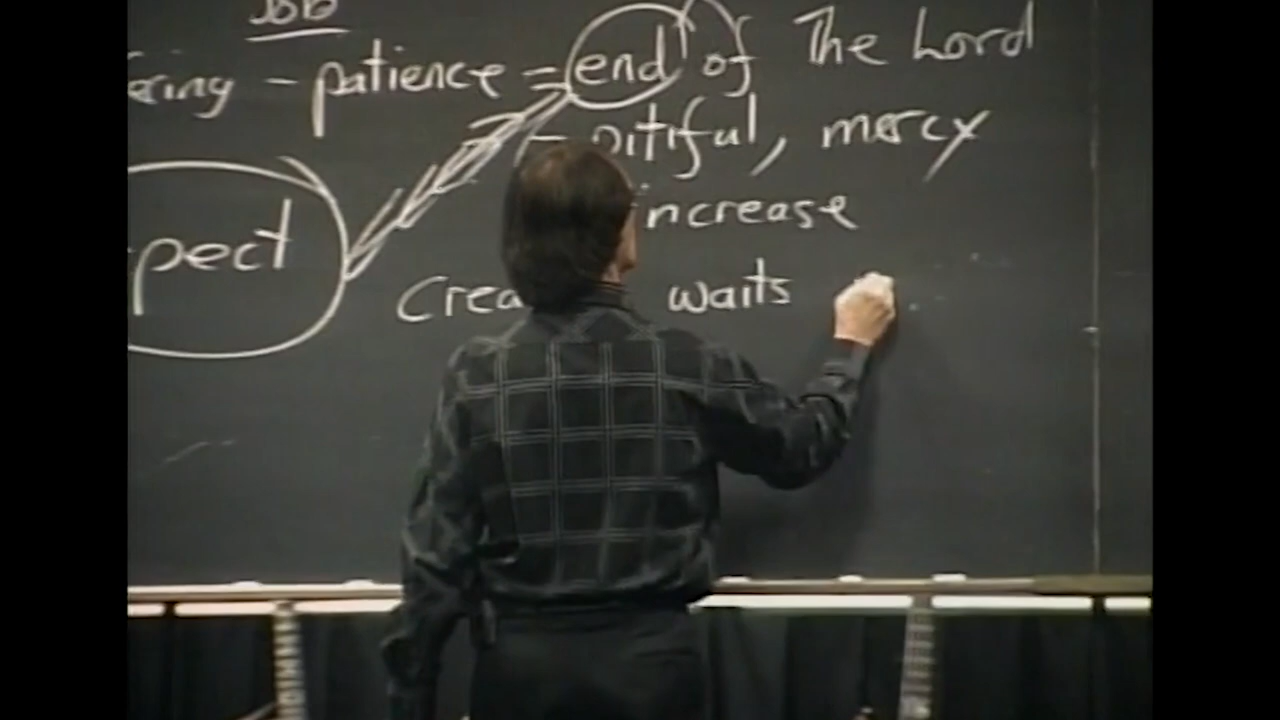 Job
ering - patience = end of The Lord
- pitiful, mercy
pect increase
Crea waits